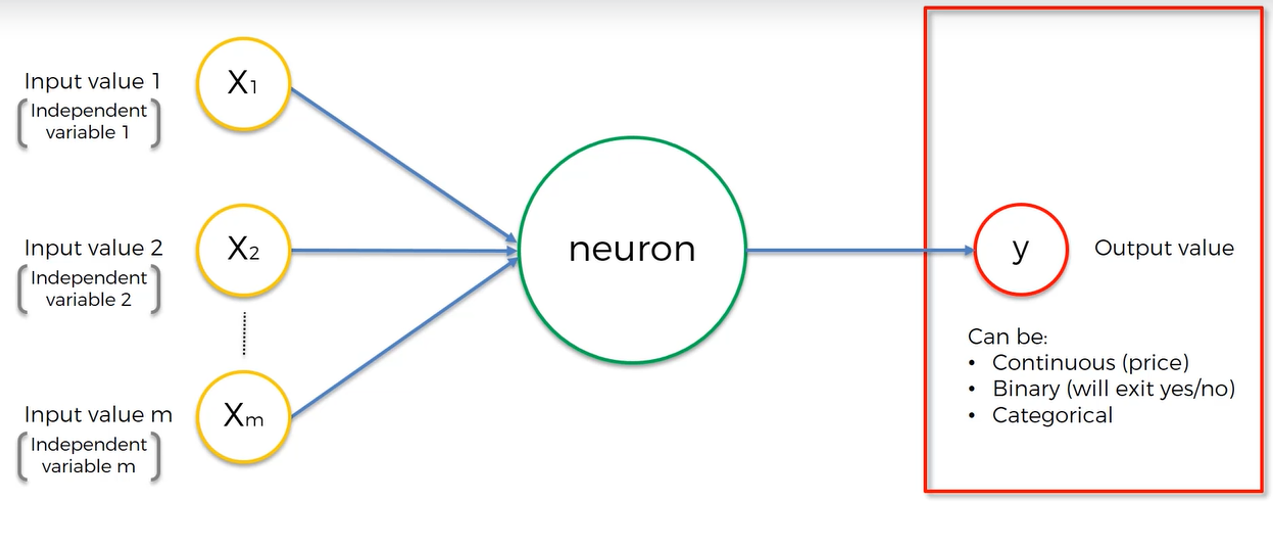 Input value 1
Independent
variable 1
X1
Input value 2
Independent
variable 2
X2
Input value m
Independent
variable m
Xm
neuron
y
Output value
Can be:
• Continuous (price)
• Binary (will exit yes/no)
• Categorical